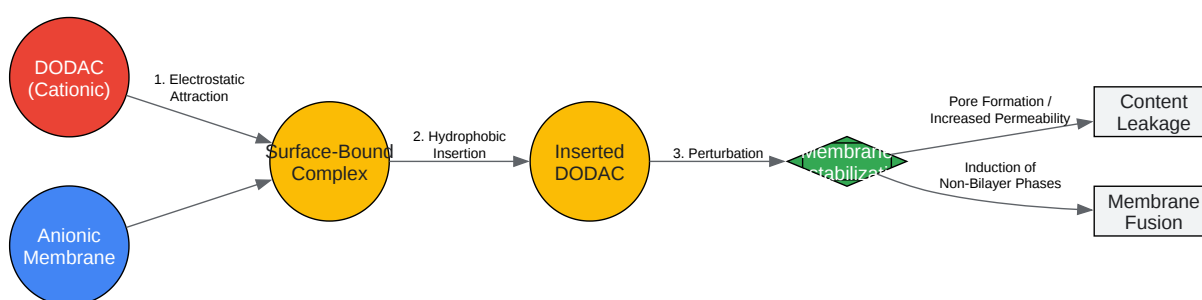 DODAC
(Cationic)
1. Electrostatic
Attraction
Anionic
Membrane
Surface-Bound
Complex
2. Hydrophobic
Insertion
Inserted
DODAC
3. Perturbation
Membrane
Pore Formation /
Increased Permeability
Content
Leakage
Induction of
Non-Bilayer Phases
Membrane
Fusion